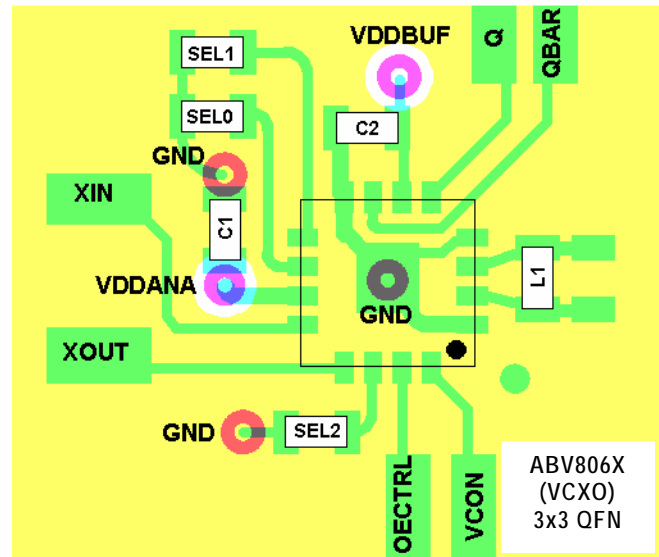 VDDBUF
Q
QBAR
SEL1
SEL0
C2
GND
XIN
C1
VDDANA
L1
GND
XOUT
GND
SEL2
OECTRL
VCON
ABV806X
(VCXO)
3x3 QFN